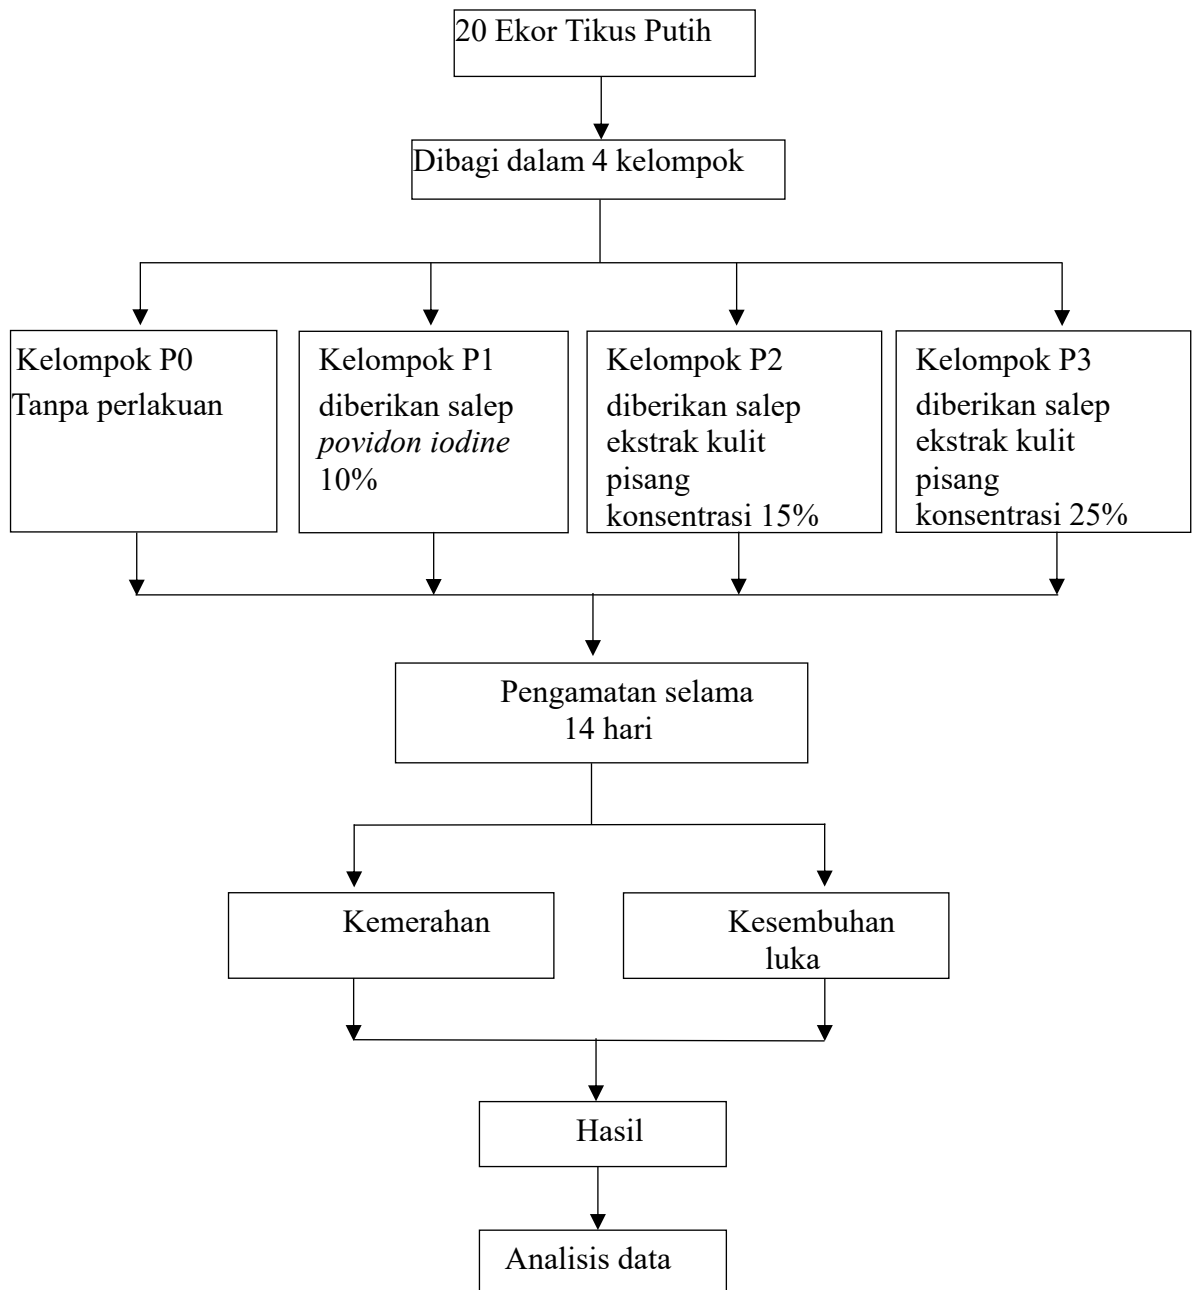 20 Ekor Tikus Putih
Dibagi dalam 4 kelompok
Kelompok P0
Tanpa perlakuan
Kelompok P1
diberikan salep
povidon iodine
10%
Kelompok P2
diberikan salep
ekstrak kulit
pisang
konsentrasi 15%
Kelompok P3
diberikan salep
ekstrak kulit
pisang
konsentrasi 25%
Pengamatan selama
14 hari
Kemerahan
Kesembuhan
luka
Hasil
Analisis data